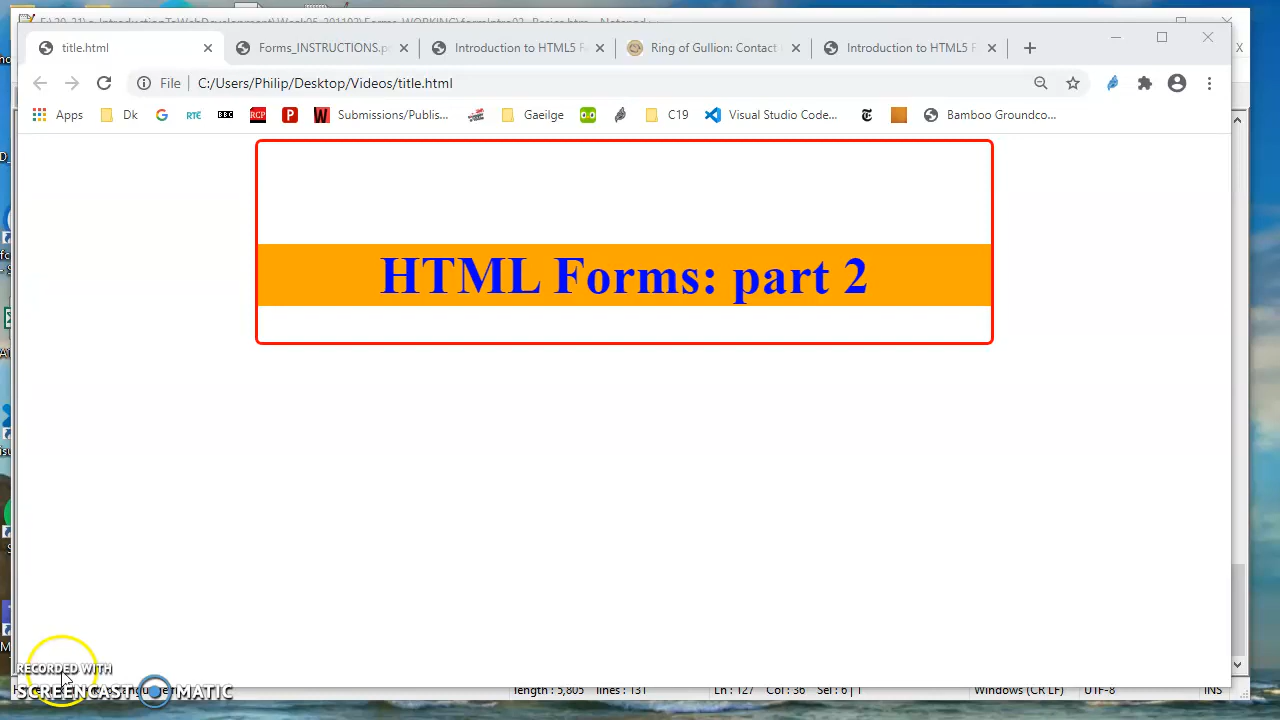 title.html
Forms_INSTRUCTIONS.p
Introduction to HTML5 F
Ring of Gullion: Contact
Introduction to HTML5 F
File
C:/Users/Philip/Desktop/Videos/title.html
Apps
Dk
G
RTÉ
BBC
RCP
P
W
Submissions/Publis...
Gaeilge
C19
Visual Studio Code...
T
Bamboo Groundco...
HTML Forms: part 2
RECORDED WITH
SCREENCAST MATIC
length : 5,805 lines : 131
Ln : 127 Col : 36 Sel : 6 | 1
Windows (CR LF)
UTF-8
INS